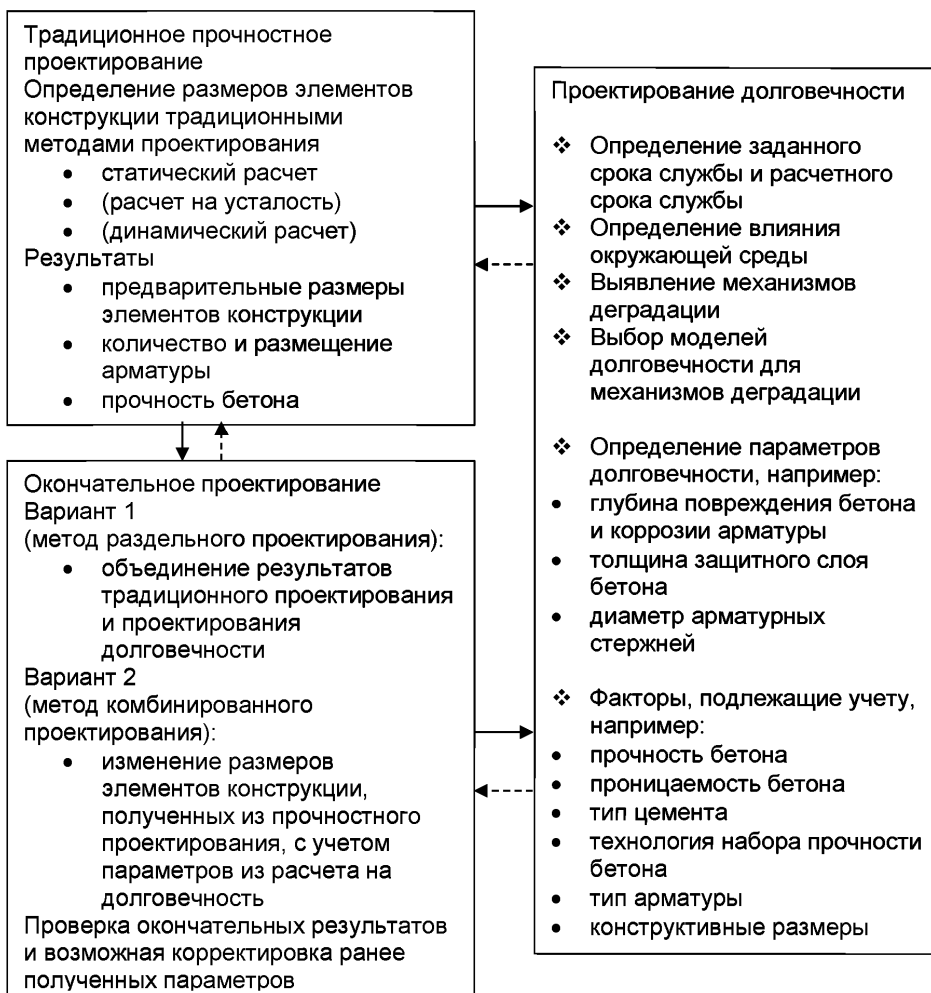 Традиционное прочностное
проектирование
Определение размеров элементов
конструкции традиционными
методами проектирования
• статический расчет
• (расчет на усталость)
• (динамический расчет)
Результаты
• предварительные размеры
элементов конструкции
• количество и размещение
арматуры
• прочность бетона
Окончательное проектирование
Вариант 1
(метод раздельного проектирования):
• объединение результатов
традиционного проектирования
и проектирования
долговечности
Вариант 2
(метод комбинированного
проектирования):
• изменение размеров
элементов конструкции,
полученных из прочностного
проектирования, с учетом
параметров из расчета на
долговечность
Проверка окончательных результатов
и возможная корректировка ранее
полученных параметров
Проектирование долговечности
❖ Определение заданного
срока службы и расчетного
срока службы
❖ Определение влияния
окружающей среды
❖ Выявление механизмов
деградации
❖ Выбор моделей
долговечности для
механизмов деградации
❖ Определение параметров
долговечности, например:
• глубина повреждения бетона
и коррозии арматуры
• толщина защитного слоя
бетона
• диаметр арматурных
стержней
❖ Факторы, подлежащие учету,
например:
• прочность бетона
• проницаемость бетона
• тип цемента
• технология набора прочности
бетона
• тип арматуры
• конструктивные размеры